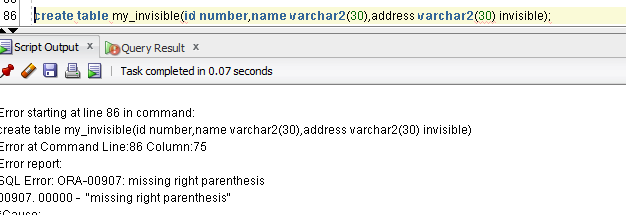 86 create table my_invisible(id number,name varchar2(30),address varchar2(30) invisible);
Script Output x Query Result x
Task completed in 0.07 seconds
Error starting at line 86 in command:
create table my_invisible(id number,name varchar2(30),address varchar2(30) invisible)
Error at Command Line:86 Column:75
Error report:
SQL Error: ORA-00907: missing right parenthesis
00907. 00000 - "missing right parenthesis"
*Cause: